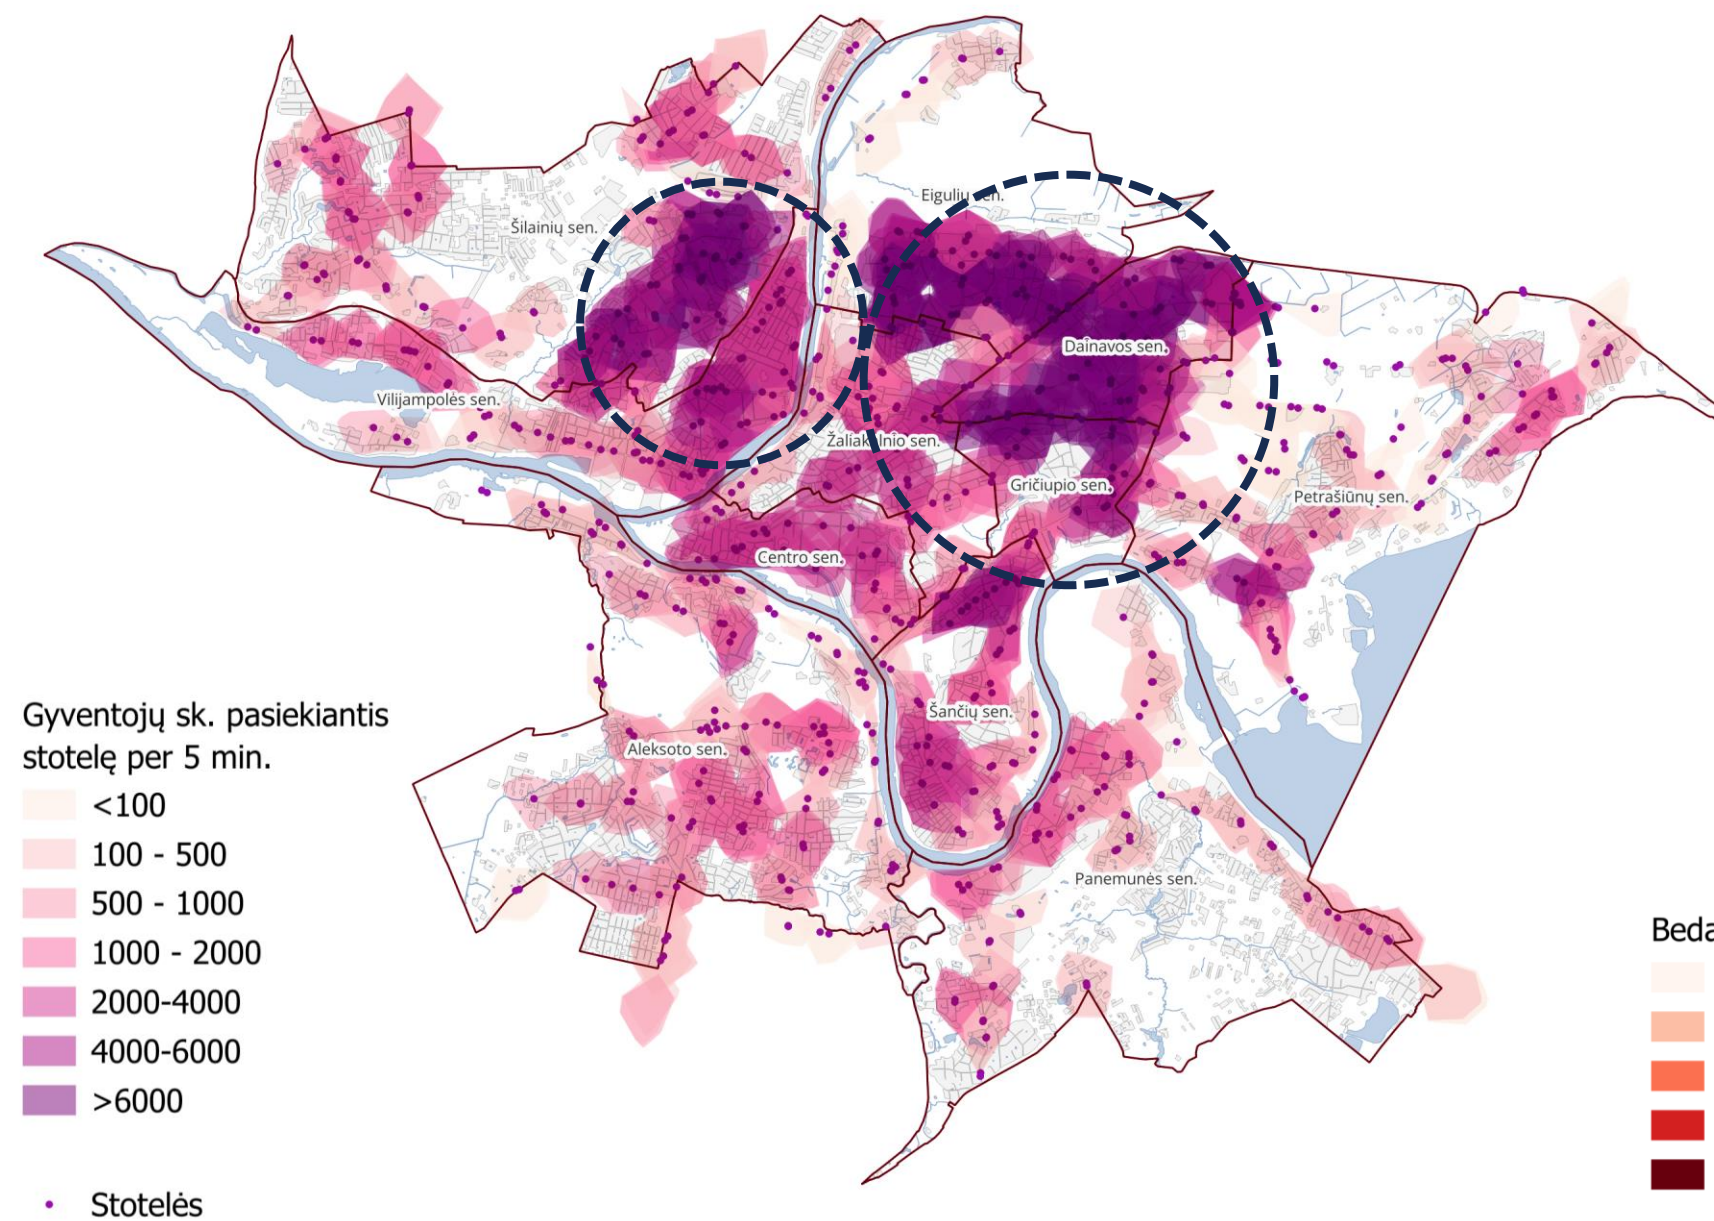 Eigulių sen.
Šilainių sen.
Dainavos sen.
Vilijampolės sen.
Žaliakalnio sen.
Gričiupio sen.
Petrašiūnų sen.
Centro sen.
Šančių sen.
Aleksoto sen.
Panemunės sen.
Gyventojų sk. pasiekiantis
stotelę per 5 min.
<100
100 - 500
500 - 1000
1000 - 2000
2000-4000
4000-6000
>6000
Stotelės
Beda